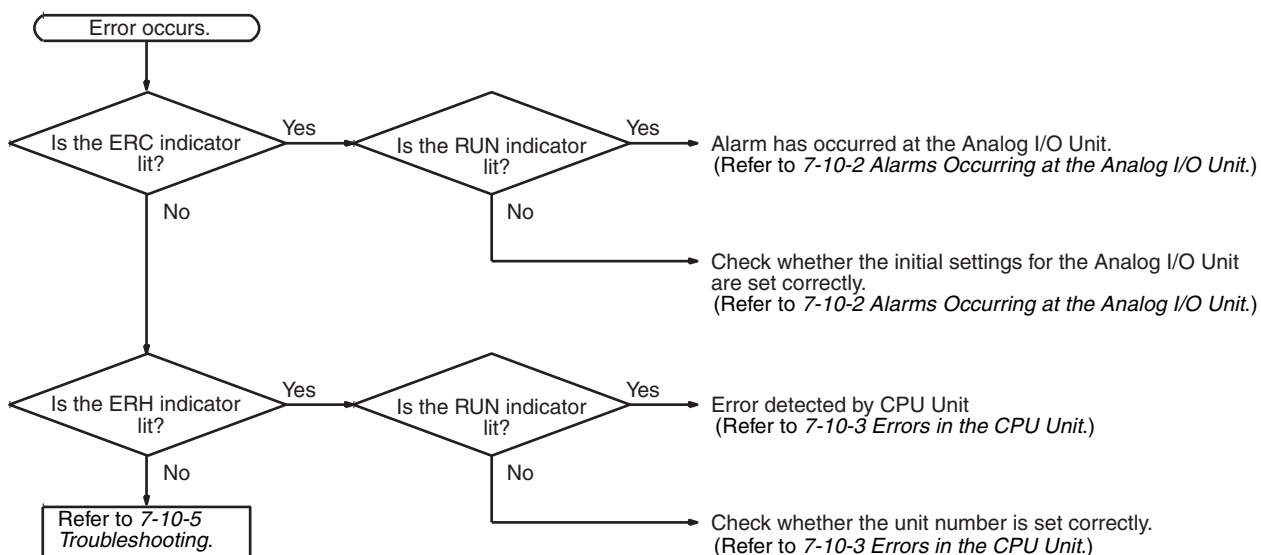 Error occurs.
Is the ERC indicator
lit?
Yes
Is the RUN indicator
lit?
Yes
Alarm has occurred at the Analog I/O Unit.
(Refer to 7-10-2 Alarms Occurring at the Analog I/O Unit.)
No
No
Check whether the initial settings for the Analog I/O Unit
are set correctly.
(Refer to 7-10-2 Alarms Occurring at the Analog I/O Unit.)
Is the ERH indicator
lit?
Yes
Is the RUN indicator
lit?
Yes
Error detected by CPU Unit
(Refer to 7-10-3 Errors in the CPU Unit.)
No
No
Refer to 7-10-5
Troubleshooting.
Check whether the unit number is set correctly.
(Refer to 7-10-3 Errors in the CPU Unit.)